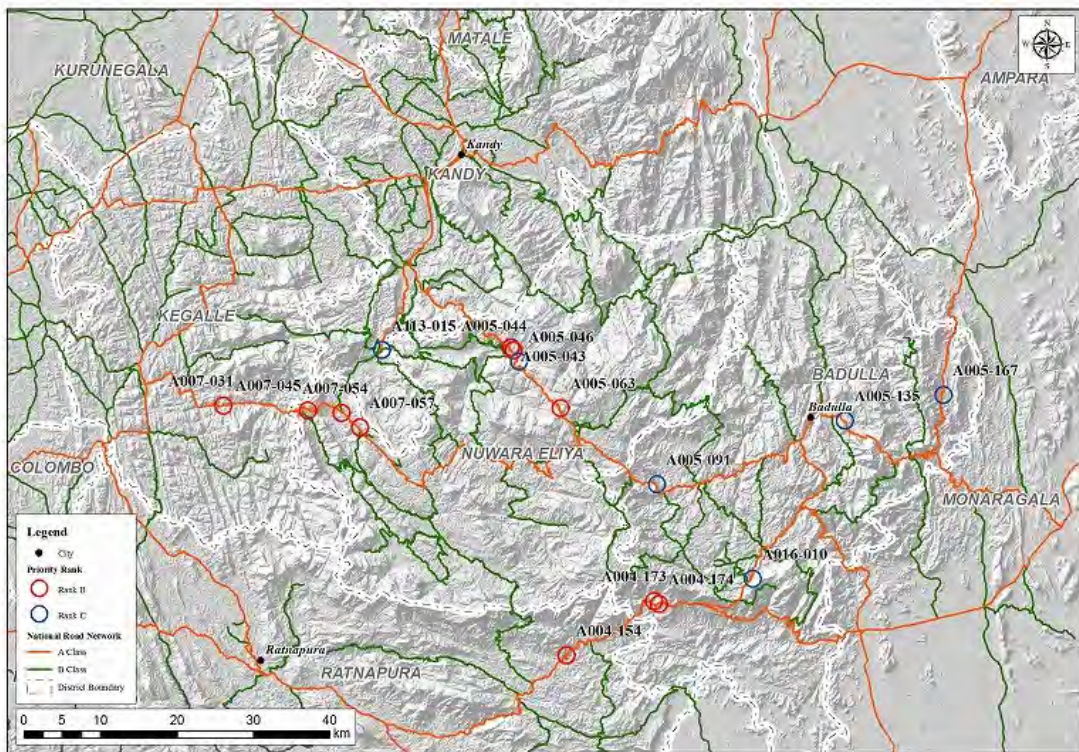 MATALE
KURUNEGALA
N
W E
S
AMPARA
Kandy
KANDY
KEGALLE
A113-015
A005-044
A005-046
A005-043
A007-031
A007-045
A007-054
A005-063
A007-057
BADULLA
A005-167
A005-135
Badulla
NUWARA ELIYA
COLOMBO
A005-091
MONARAGALA
Legend
City
Priority Rank
Rank B
Rank C
National Road Network
A Class
B Class
District Boundary
A016-010
A004-173
A004-174
A004-154
Ratnapura
RATNAPURA
0 5 10 20 30 40
km